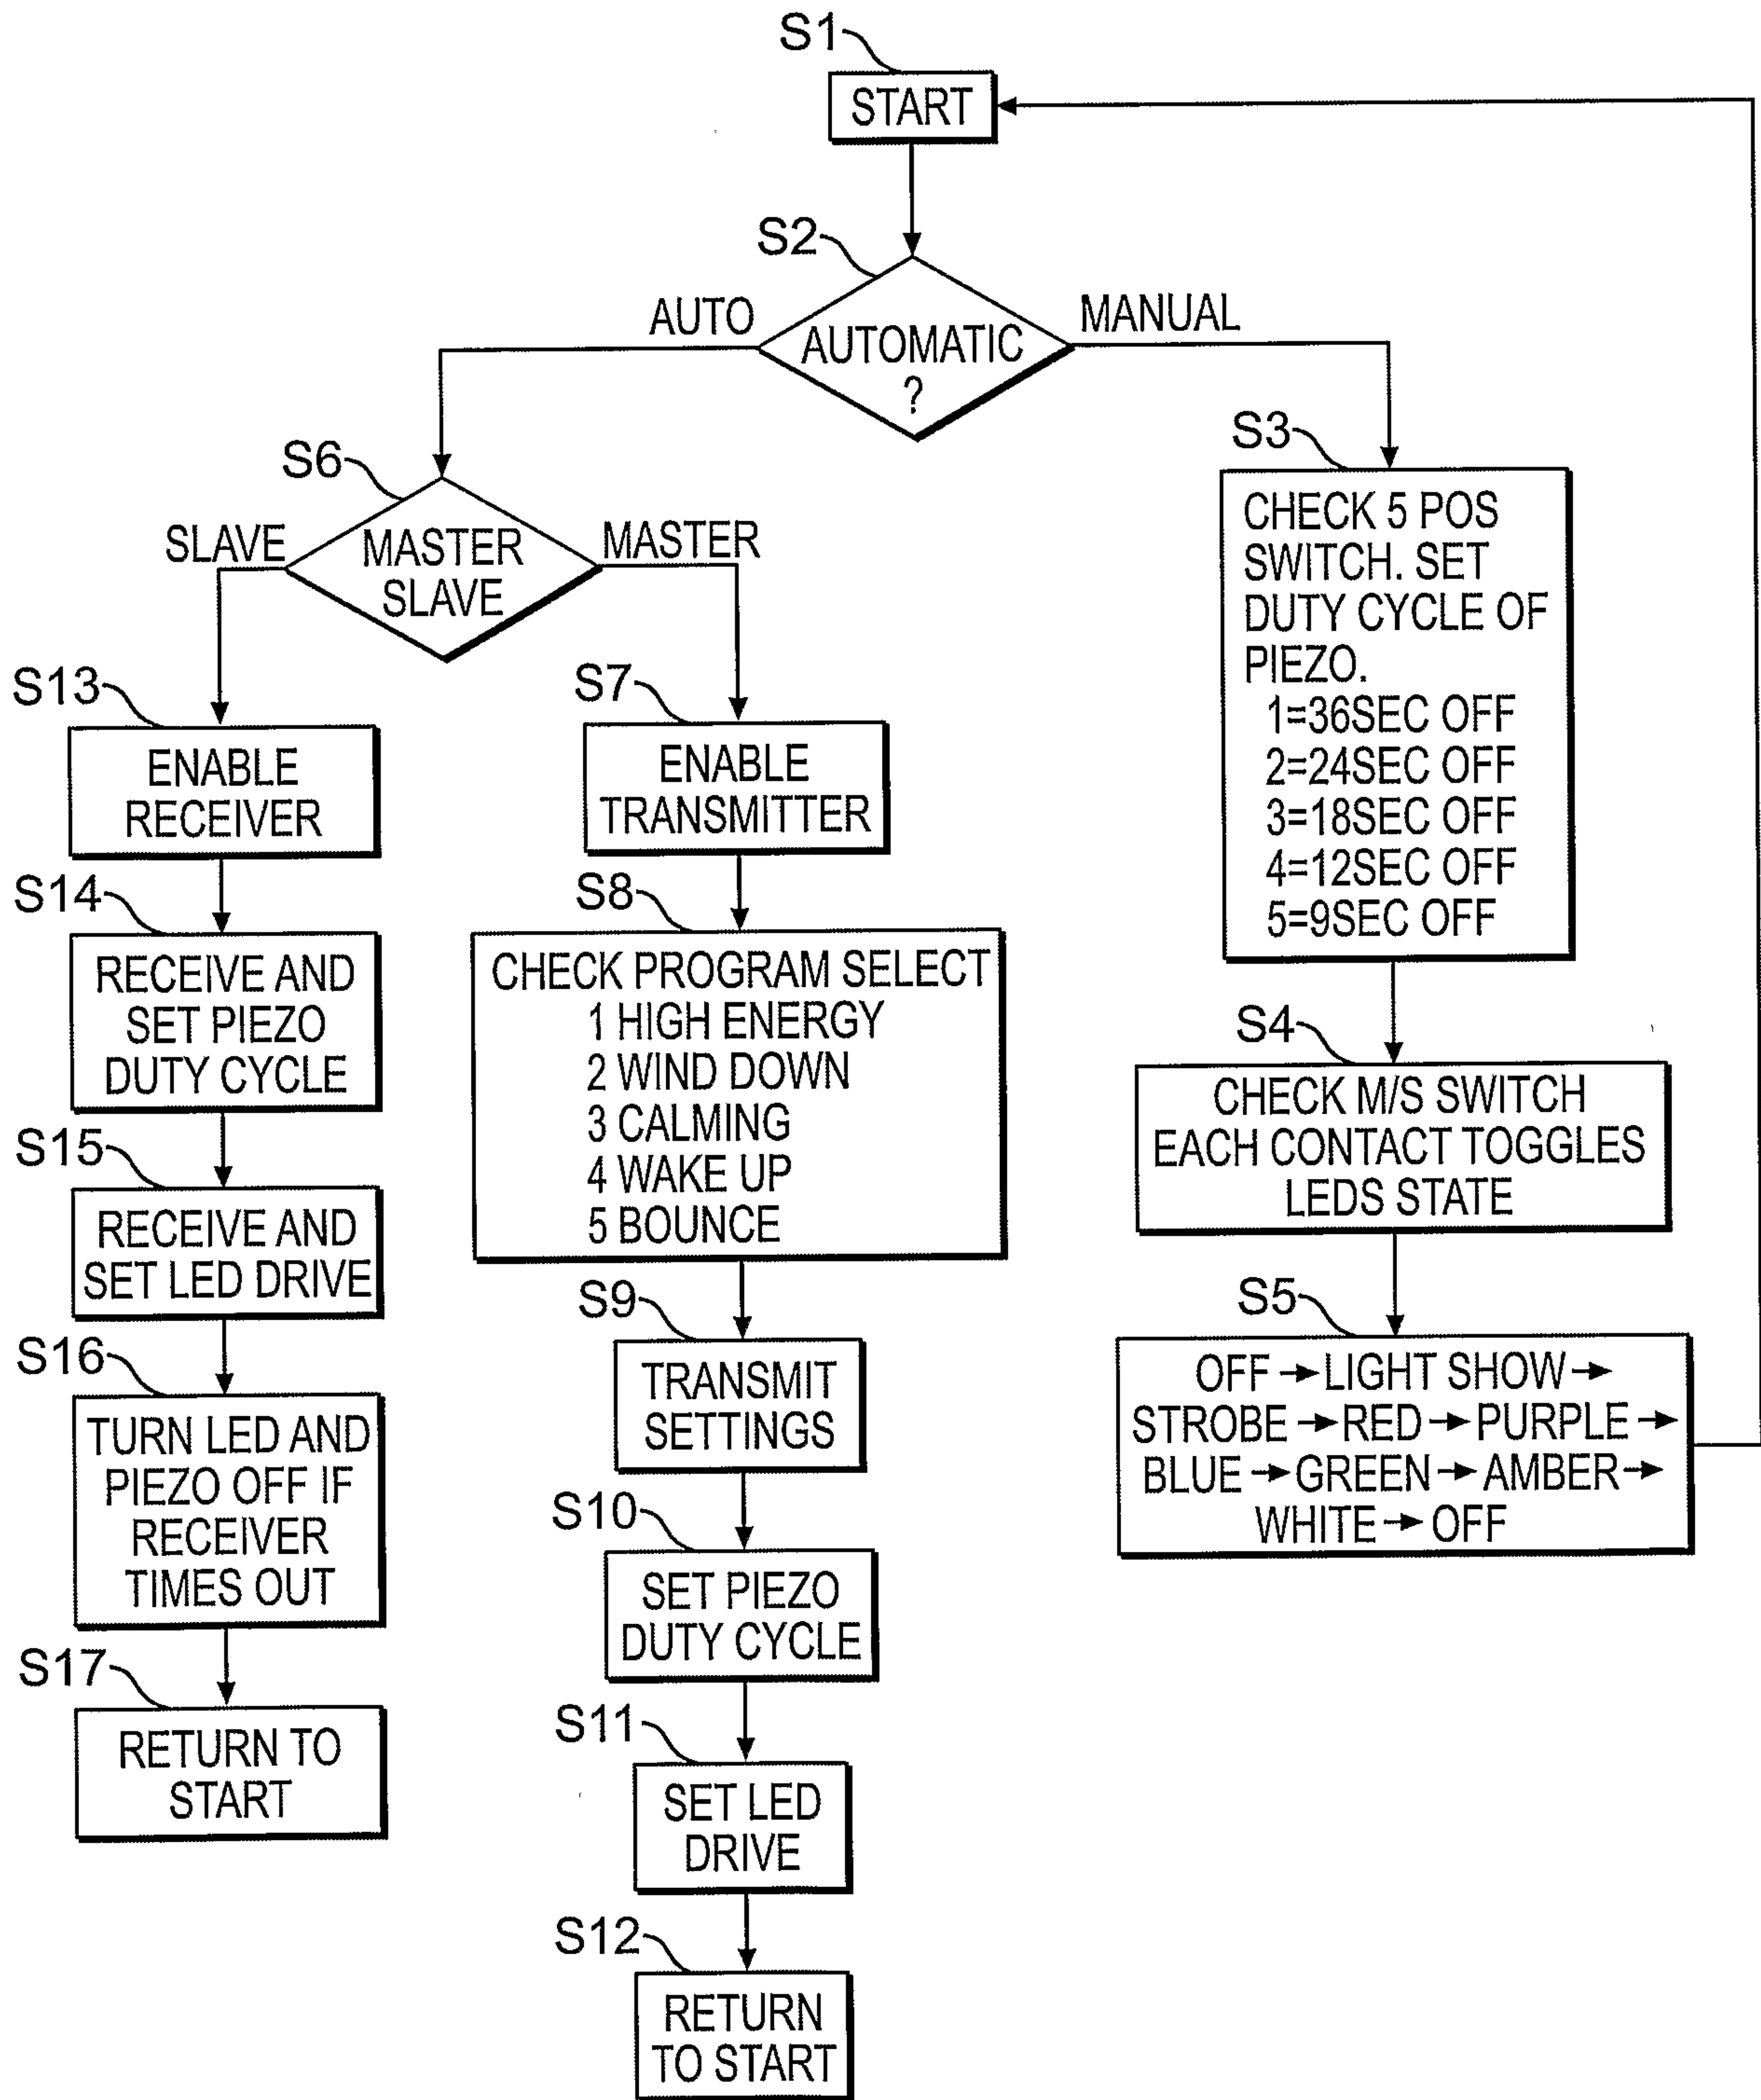 S1
START
S2
AUTO
MANUAL
AUTOMATIC
?
S3
CHECK 5 POS
SWITCH. SET
DUTY CYCLE OF
PIEZO.
1=36SEC OFF
2=24SEC OFF
3=18SEC OFF
4=12SEC OFF
5=9SEC OFF
S4
CHECK M/S SWITCH
EACH CONTACT TOGGLES
LEDS STATE
S5
OFF → LIGHT SHOW →
STROBE → RED → PURPLE →
BLUE → GREEN → AMBER →
WHITE → OFF
S6
SLAVE
MASTER
MASTER
SLAVE
S7
ENABLE
TRANSMITTER
S8
CHECK PROGRAM SELECT
1 HIGH ENERGY
2 WIND DOWN
3 CALMING
4 WAKE UP
5 BOUNCE
S9
TRANSMIT
SETTINGS
S10
SET PIEZO
DUTY CYCLE
S11
SET LED
DRIVE
S12
RETURN
TO START
S13
ENABLE
RECEIVER
S14
RECEIVE AND
SET PIEZO
DUTY CYCLE
S15
RECEIVE AND
SET LED DRIVE
S16
TURN LED AND
PIEZO OFF IF
RECEIVER
TIMES OUT
S17
RETURN TO
START